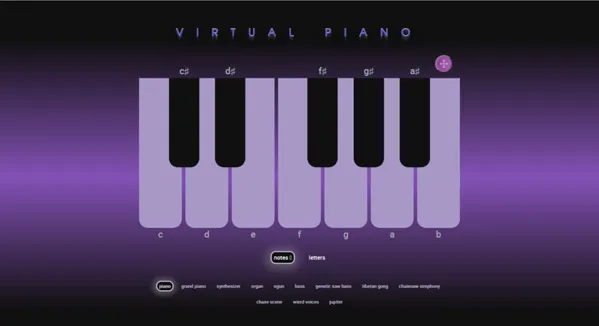 VIRTUAL PIANO
c♯ d♯ f♯ g♯ a♯
c d e f g a b
notes letters
piano grand piano synthesizer organ ogun bass genetic saw bass tibetan gong chainsaw symphony
chase scene weird voices jupiter